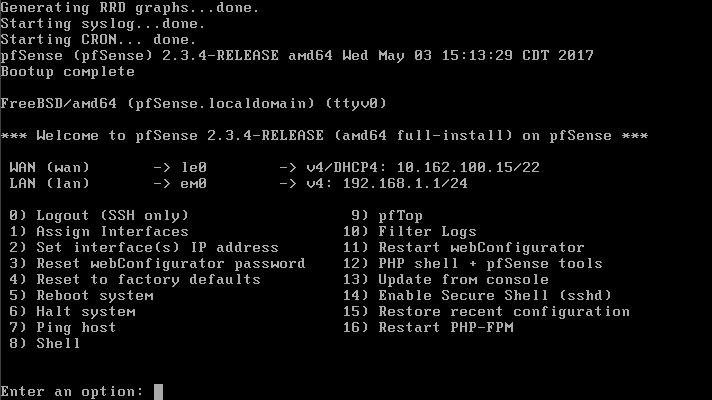 Generating RRD graphs...done.
Starting syslog...done.
Starting CRON... done.
pfSense (pfSense) 2.3.4-RELEASE amd64 Wed May 03 15:13:29 CDT 2017
Bootup complete
FreeBSD/amd64 (pfSense.localdomain) (ttyv0)
*** Welcome to pfSense 2.3.4-RELEASE (amd64 full-install) on pfSense ***
WAN (wan)       -> le0        -> v4/DHCP4: 10.162.100.15/22
LAN (lan)       -> em0        -> v4: 192.168.1.1/24
0) Logout (SSH only)                  9) pfTop
1) Assign Interfaces                 10) Filter Logs
2) Set interface(s) IP address       11) Restart webConfigurator
3) Reset webConfigurator password    12) PHP shell + pfSense tools
4) Reset to factory defaults         13) Update from console
5) Reboot system                     14) Enable Secure Shell (sshd)
6) Halt system                       15) Restore recent configuration
7) Ping host                         16) Restart PHP-FPM
8) Shell
Enter an option: